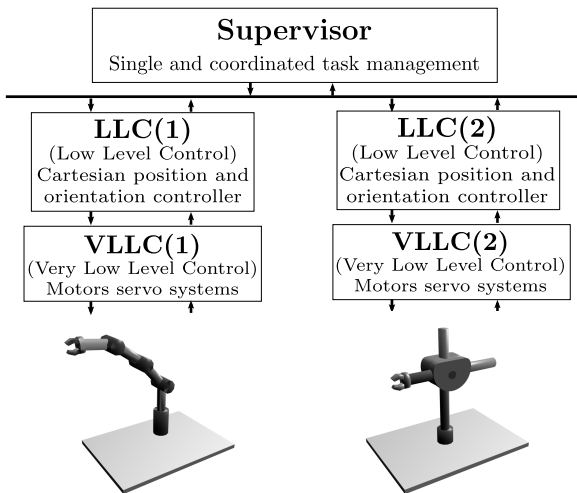 Supervisor
Single and coordinated task management
LLC(1)
(Low Level Control)
Cartesian position and
orientation controller
VLLC(1)
(Very Low Level Control)
Motors servo systems
LLC(2)
(Low Level Control)
Cartesian position and
orientation controller
VLLC(2)
(Very Low Level Control)
Motors servo systems